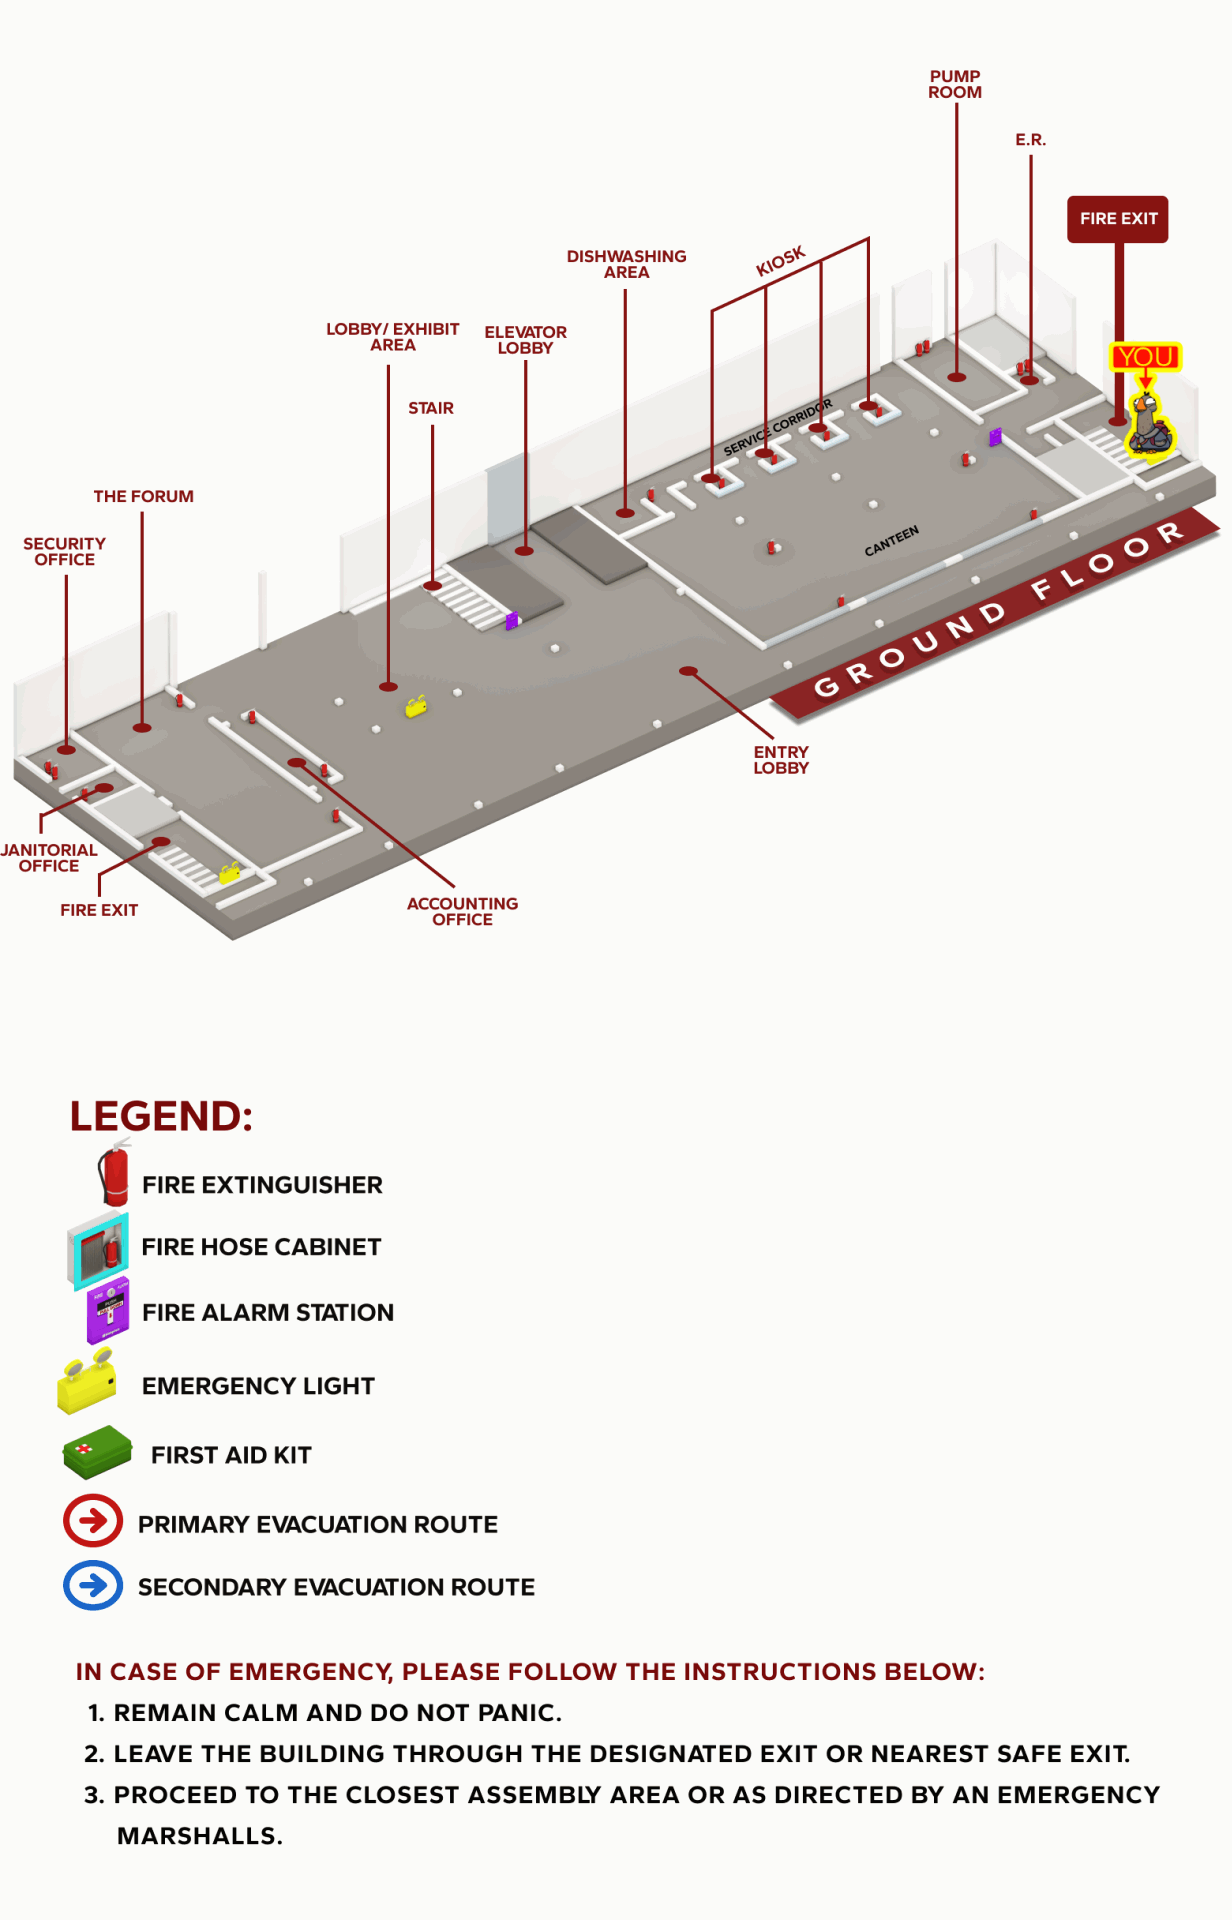 PUMP
ROOM
E.R.
FIRE EXIT
DISHWASHING
AREA
KIOSK
LOBBY/ EXHIBIT
AREA
ELEVATOR
LOBBY
YOU
STAIR
SERVICE CORRIDOR
THE FORUM
SECURITY
OFFICE
CANTEEN
GROUND FLOOR
ENTRY
LOBBY
JANITORIAL
OFFICE
FIRE EXIT
ACCOUNTING
OFFICE
LEGEND:
FIRE EXTINGUISHER
FIRE HOSE CABINET
FIRE ALARM STATION
EMERGENCY LIGHT
FIRST AID KIT
PRIMARY EVACUATION ROUTE
SECONDARY EVACUATION ROUTE
IN CASE OF EMERGENCY, PLEASE FOLLOW THE INSTRUCTIONS BELOW:
1. REMAIN CALM AND DO NOT PANIC.
2. LEAVE THE BUILDING THROUGH THE DESIGNATED EXIT OR NEAREST SAFE EXIT.
3. PROCEED TO THE CLOSEST ASSEMBLY AREA OR AS DIRECTED BY AN EMERGENCY
MARSHALLS.